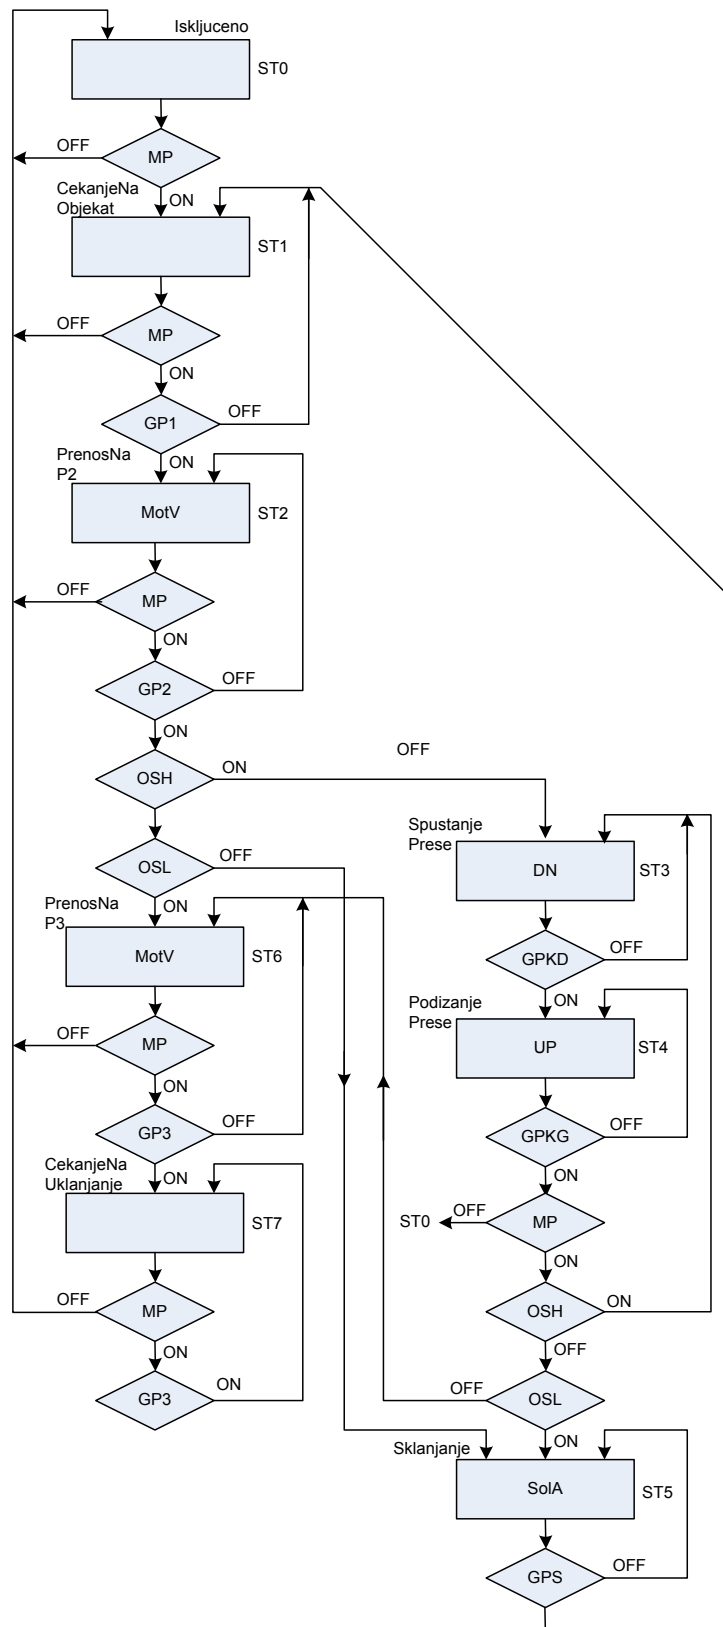 Iskljuceno
ST0
OFF
MP
CekanjeNa
Objekat
ON
ST1
OFF
MP
ON
GP1
OFF
PrenosNa
P2
ON
MotV
ST2
OFF
MP
ON
GP2
OFF
ON
OFF
OSH
ON
Spustanje
Prese
OSL
OFF
DN
ST3
PrenosNa
P3
ON
MotV
ST6
GPKD
OFF
Podizanje
Prese
ON
OFF
MP
UP
ST4
ON
GP3
OFF
GPKG
OFF
CekanjeNa
Uklanjanje
ON
ON
ST7
ST0
OFF
MP
ON
OFF
MP
OSH
ON
ON
OFF
GP3
ON
OFF
OSL
Sklanjanje
ON
SolA
ST5
GPS
OFF